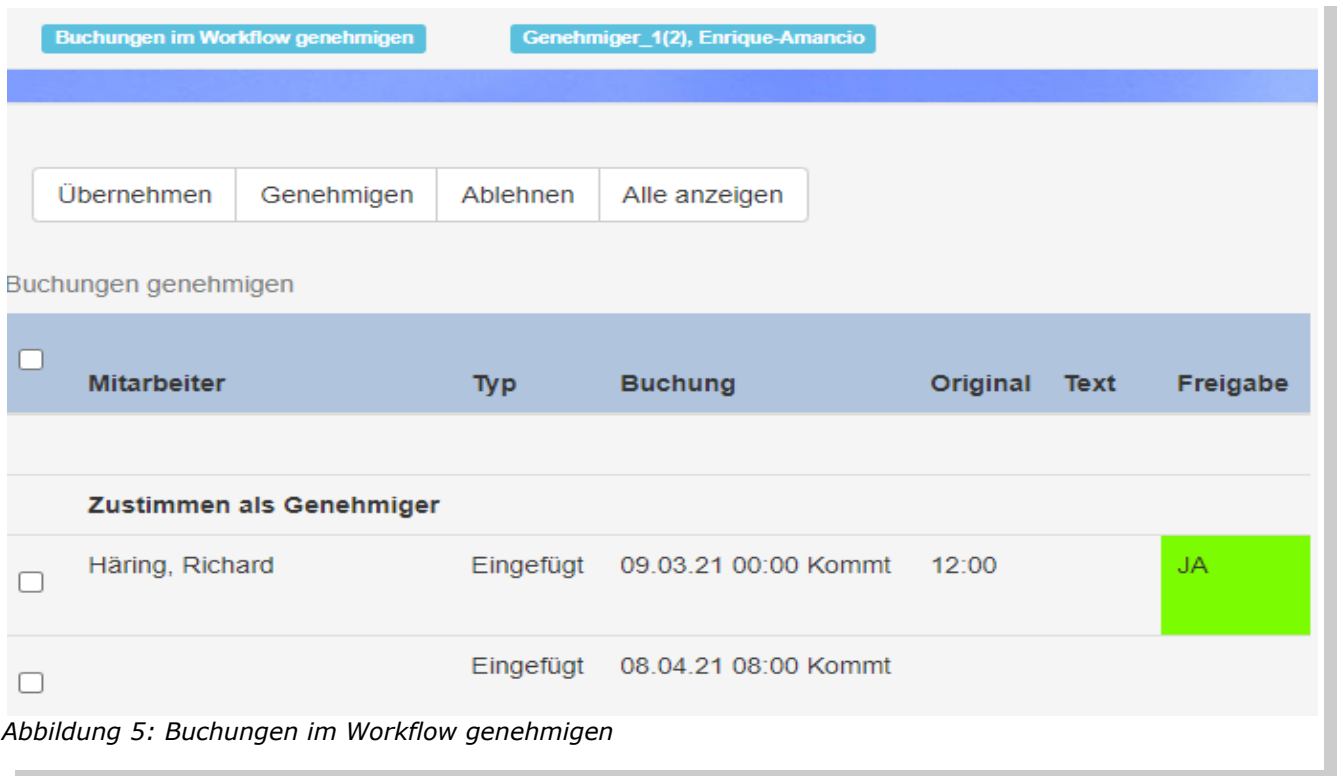 Buchungen im Workflow genehmigen Genehmiger_1(2), Enrique-Amancio
Übernehmen Genehmigen Ablehnen Alle anzeigen
Buchungen genehmigen
Mitarbeiter Typ Buchung Original Text Freigabe
Zustimmen als Genehmiger
Häring, Richard Eingefügt 09.03.21 00:00 Kommt 12:00 JA
Eingefügt 08.04.21 08:00 Kommt
Abbildung 5: Buchungen im Workflow genehmigen